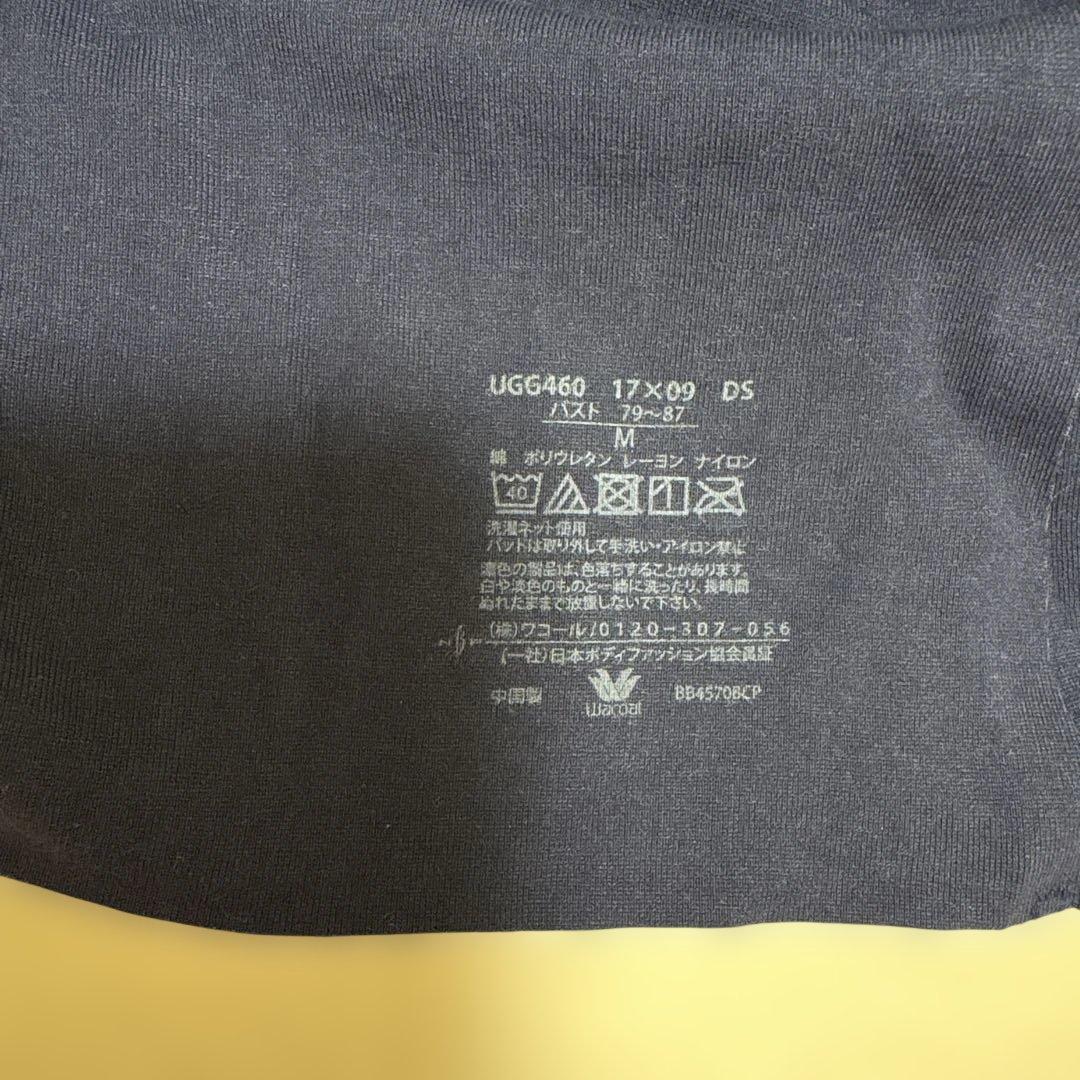 UGG460 17×09 DS
バスト 79～87
M
綿 ポリウレタン レーヨン ナイロン
40
洗濯ネット使用
パッドは取り外して手洗い・アイロン禁止
濃色の製品は、色落ちすることがあります。
白や淡色のものと一緒に洗ったり、長時間
ぬれたままで放置しないで下さい。
(株)ワコール/0120-307-056
(一社)日本ボディファッション協会員証
中国製 Wacoal BB4570BCP